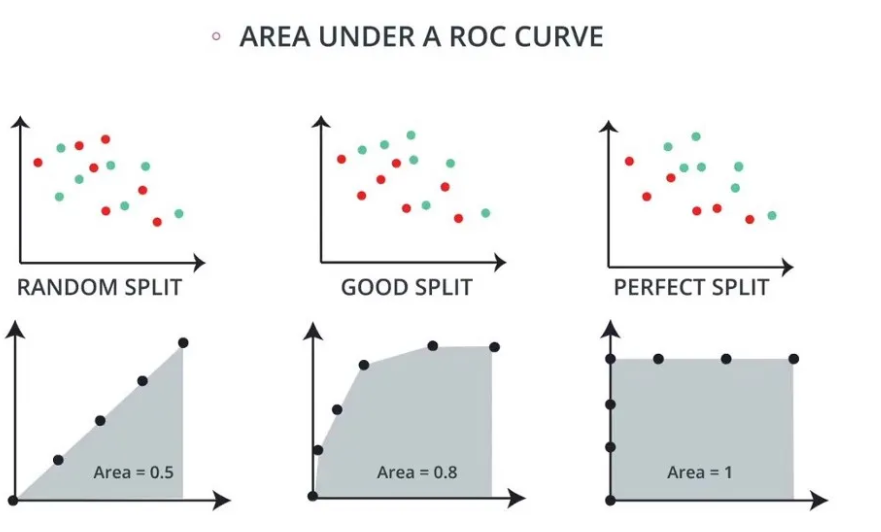 AREA UNDER A ROC CURVE
RANDOM SPLIT
GOOD SPLIT
PERFECT SPLIT
Area = 0.5
Area = 0.8
Area = 1